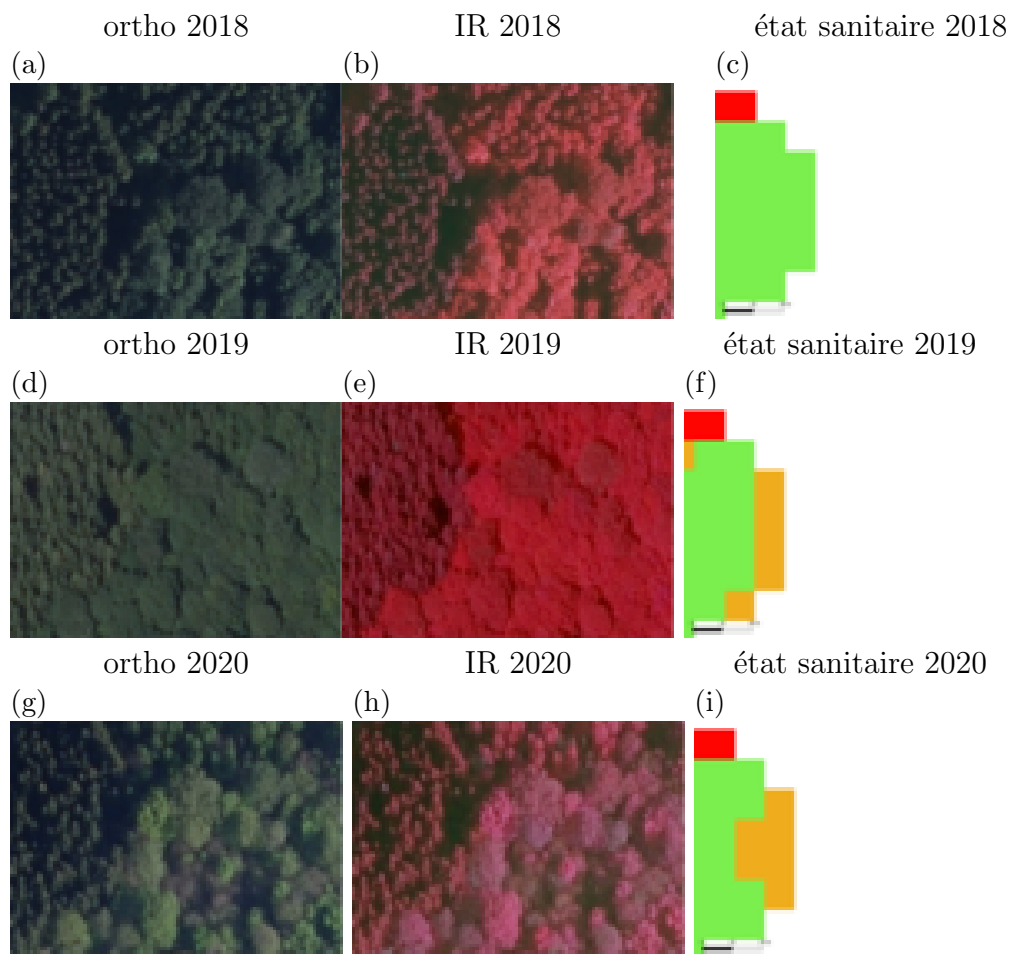 ortho 2018 IR 2018 état sanitaire 2018
(a) (b) (c)
ortho 2019 IR 2019 état sanitaire 2019
(d) (e) (f)
ortho 2020 IR 2020 état sanitaire 2020
(g) (h) (i)